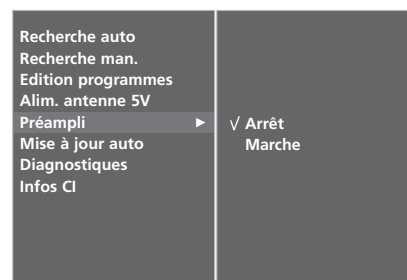 Recherche auto
Recherche man.
Edition programmes
Alim. antenne 5V
Préampli ►
Mise à jour auto
Diagnostiques
Infos CI
√ Arrêt
Marche